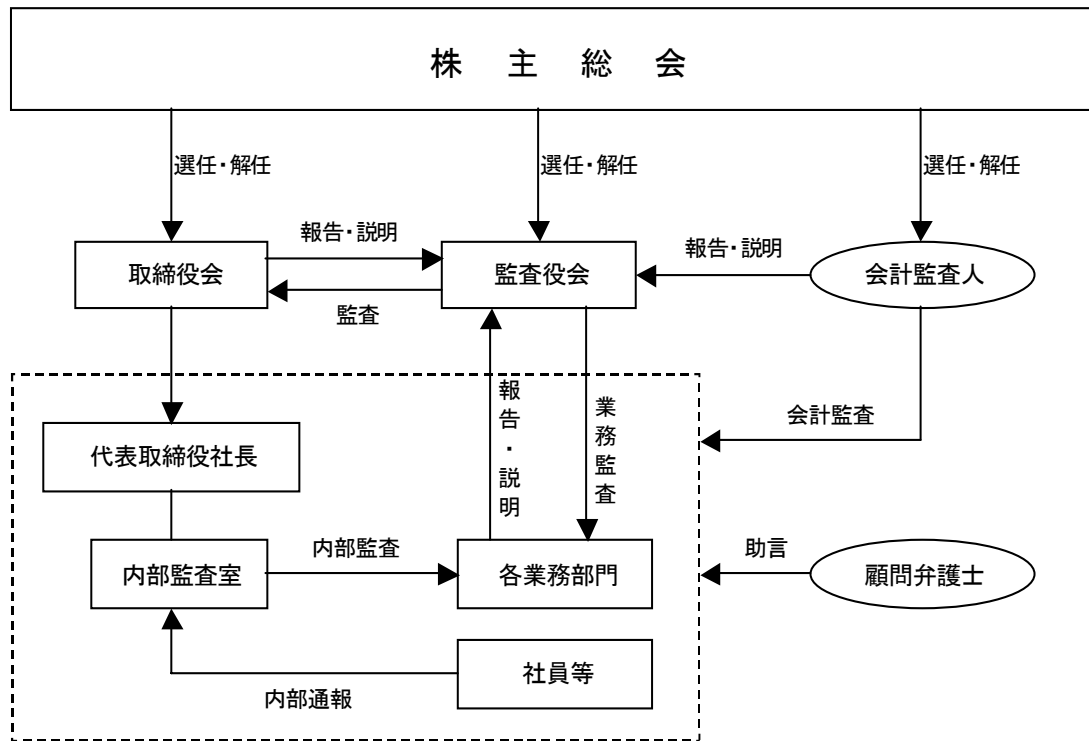 株主総会
選任・解任
選任・解任
選任・解任
取締役会
報告・説明
監査
監査役会
報告・説明
会計監査人
報告・説明
業務監査
会計監査
代表取締役社長
内部監査室
内部監査
各業務部門
助言
顧問弁護士
社員等
内部通報